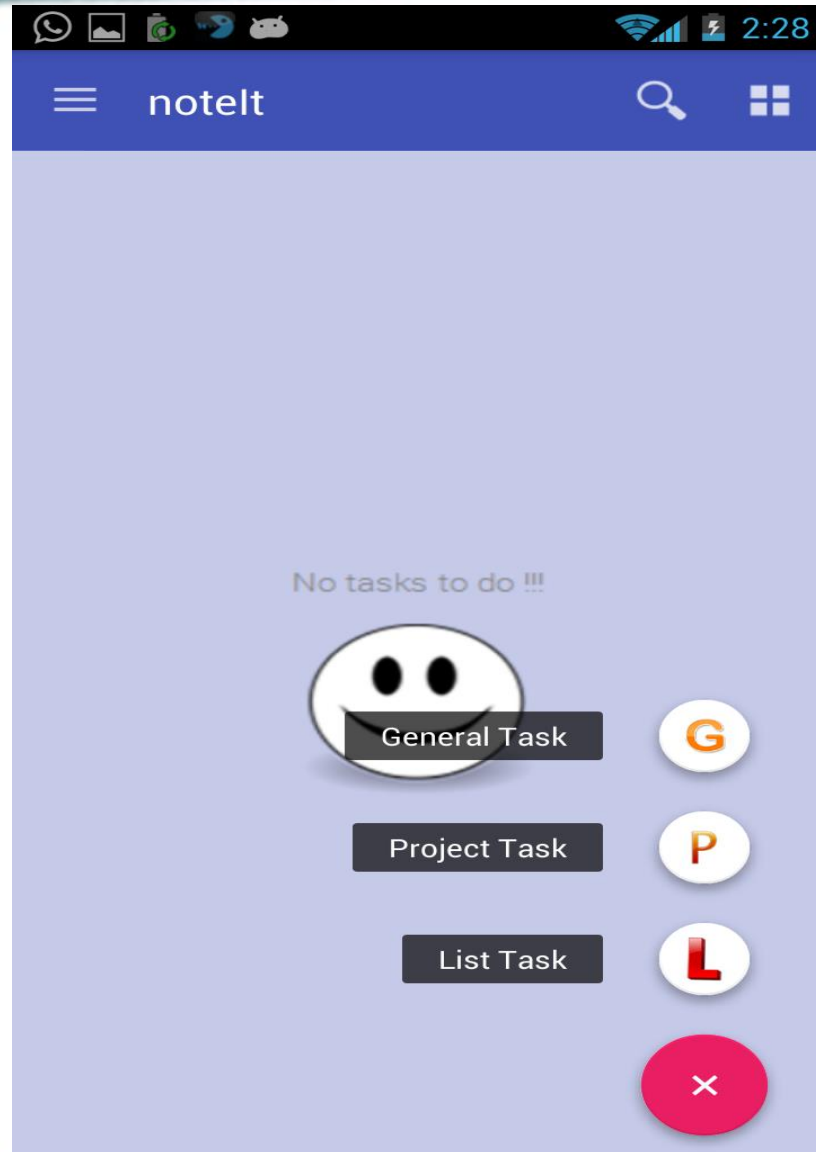 2:28
noteIt
No tasks to do !!!
General Task
G
Project Task
P
List Task
L